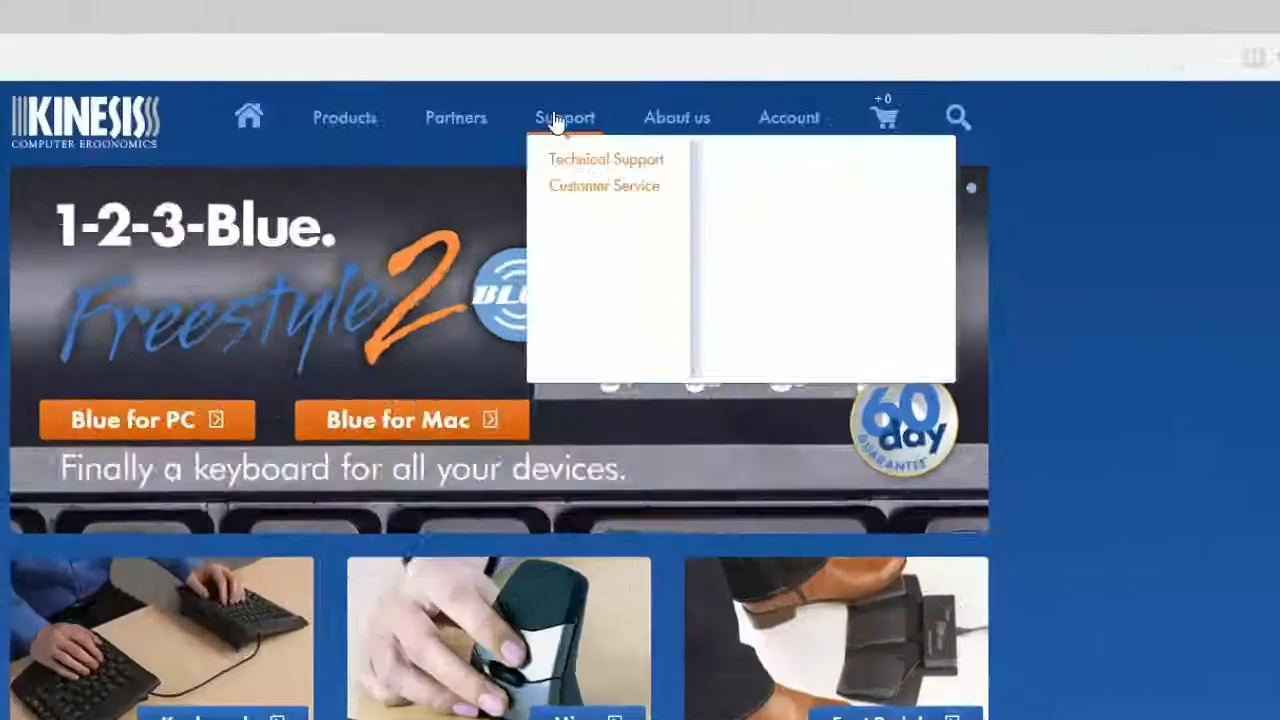 KINESIS
COMPUTER ERGONOMICS
Products
Partners
Support
About us
Account
+0
Technical Support
Customer Service
1-2-3-Blue.
Freestyle2
Blue for PC
Blue for Mac
60
day
GUARANTEE
Finally a keyboard for all your devices.